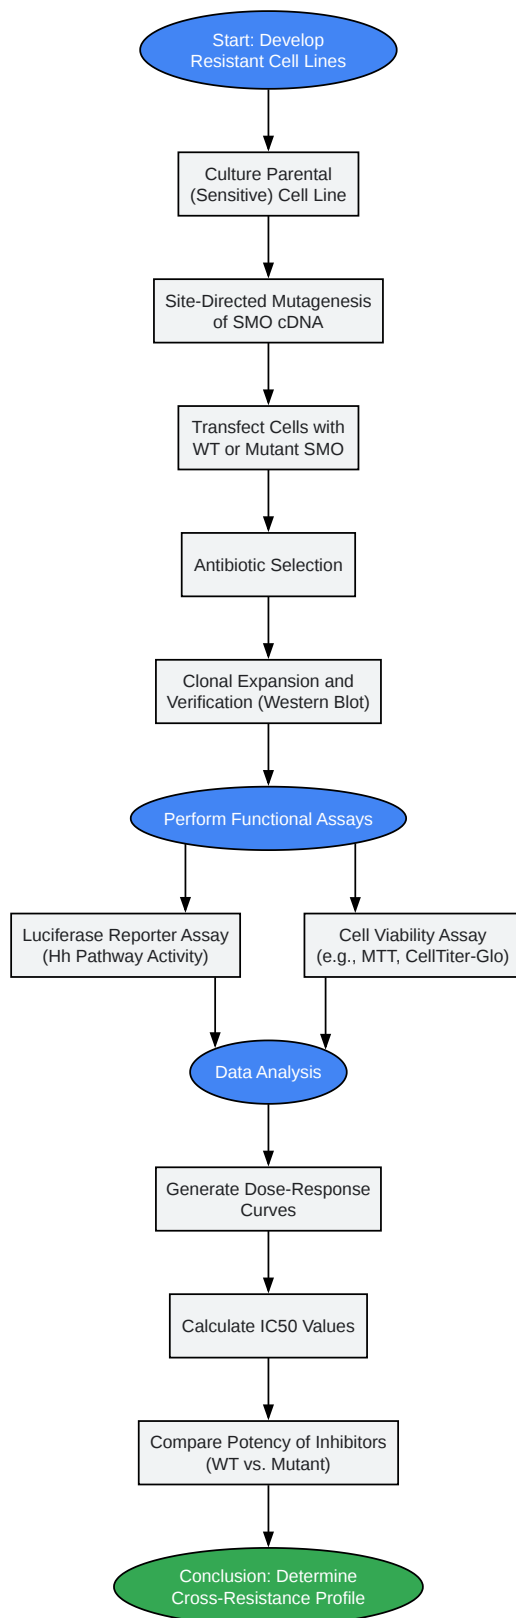 Start: Develop
Resistant Cell Lines
Culture Parental
(Sensitive) Cell Line
Site-Directed Mutagenesis
of SMO cDNA
Transfect Cells with
WT or Mutant SMO
Antibiotic Selection
Clonal Expansion and
Verification (Western Blot)
Perform Functional Assays
Luciferase Reporter Assay
(Hh Pathway Activity)
Cell Viability Assay
(e.g., MTT, CellTiter-Glo)
Data Analysis
Generate Dose-Response
Curves
Calculate IC50 Values
Compare Potency of Inhibitors
(WT vs. Mutant)
Conclusion: Determine
Cross-Resistance Profile